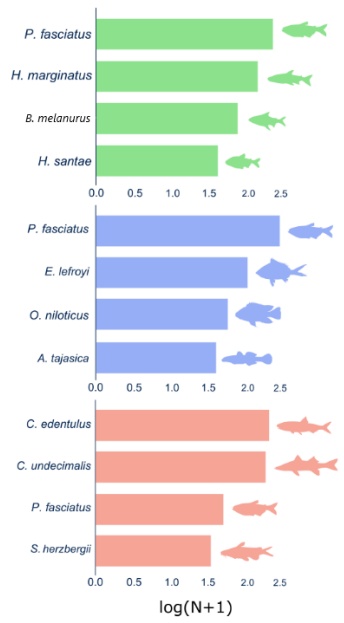 P. fasciatus
H. marginatus
B. melanurus
H. santae
0.0 0.5 1.0 1.5 2.0 2.5
P. fasciatus
E. lefroyi
O. niloticus
A. tajasica
0.0 0.5 1.0 1.5 2.0 2.5
C. edentulus
C. undecimalis
P. fasciatus
S. herzbergii
0.0 0.5 1.0 1.5 2.0 2.5
log(N+1)